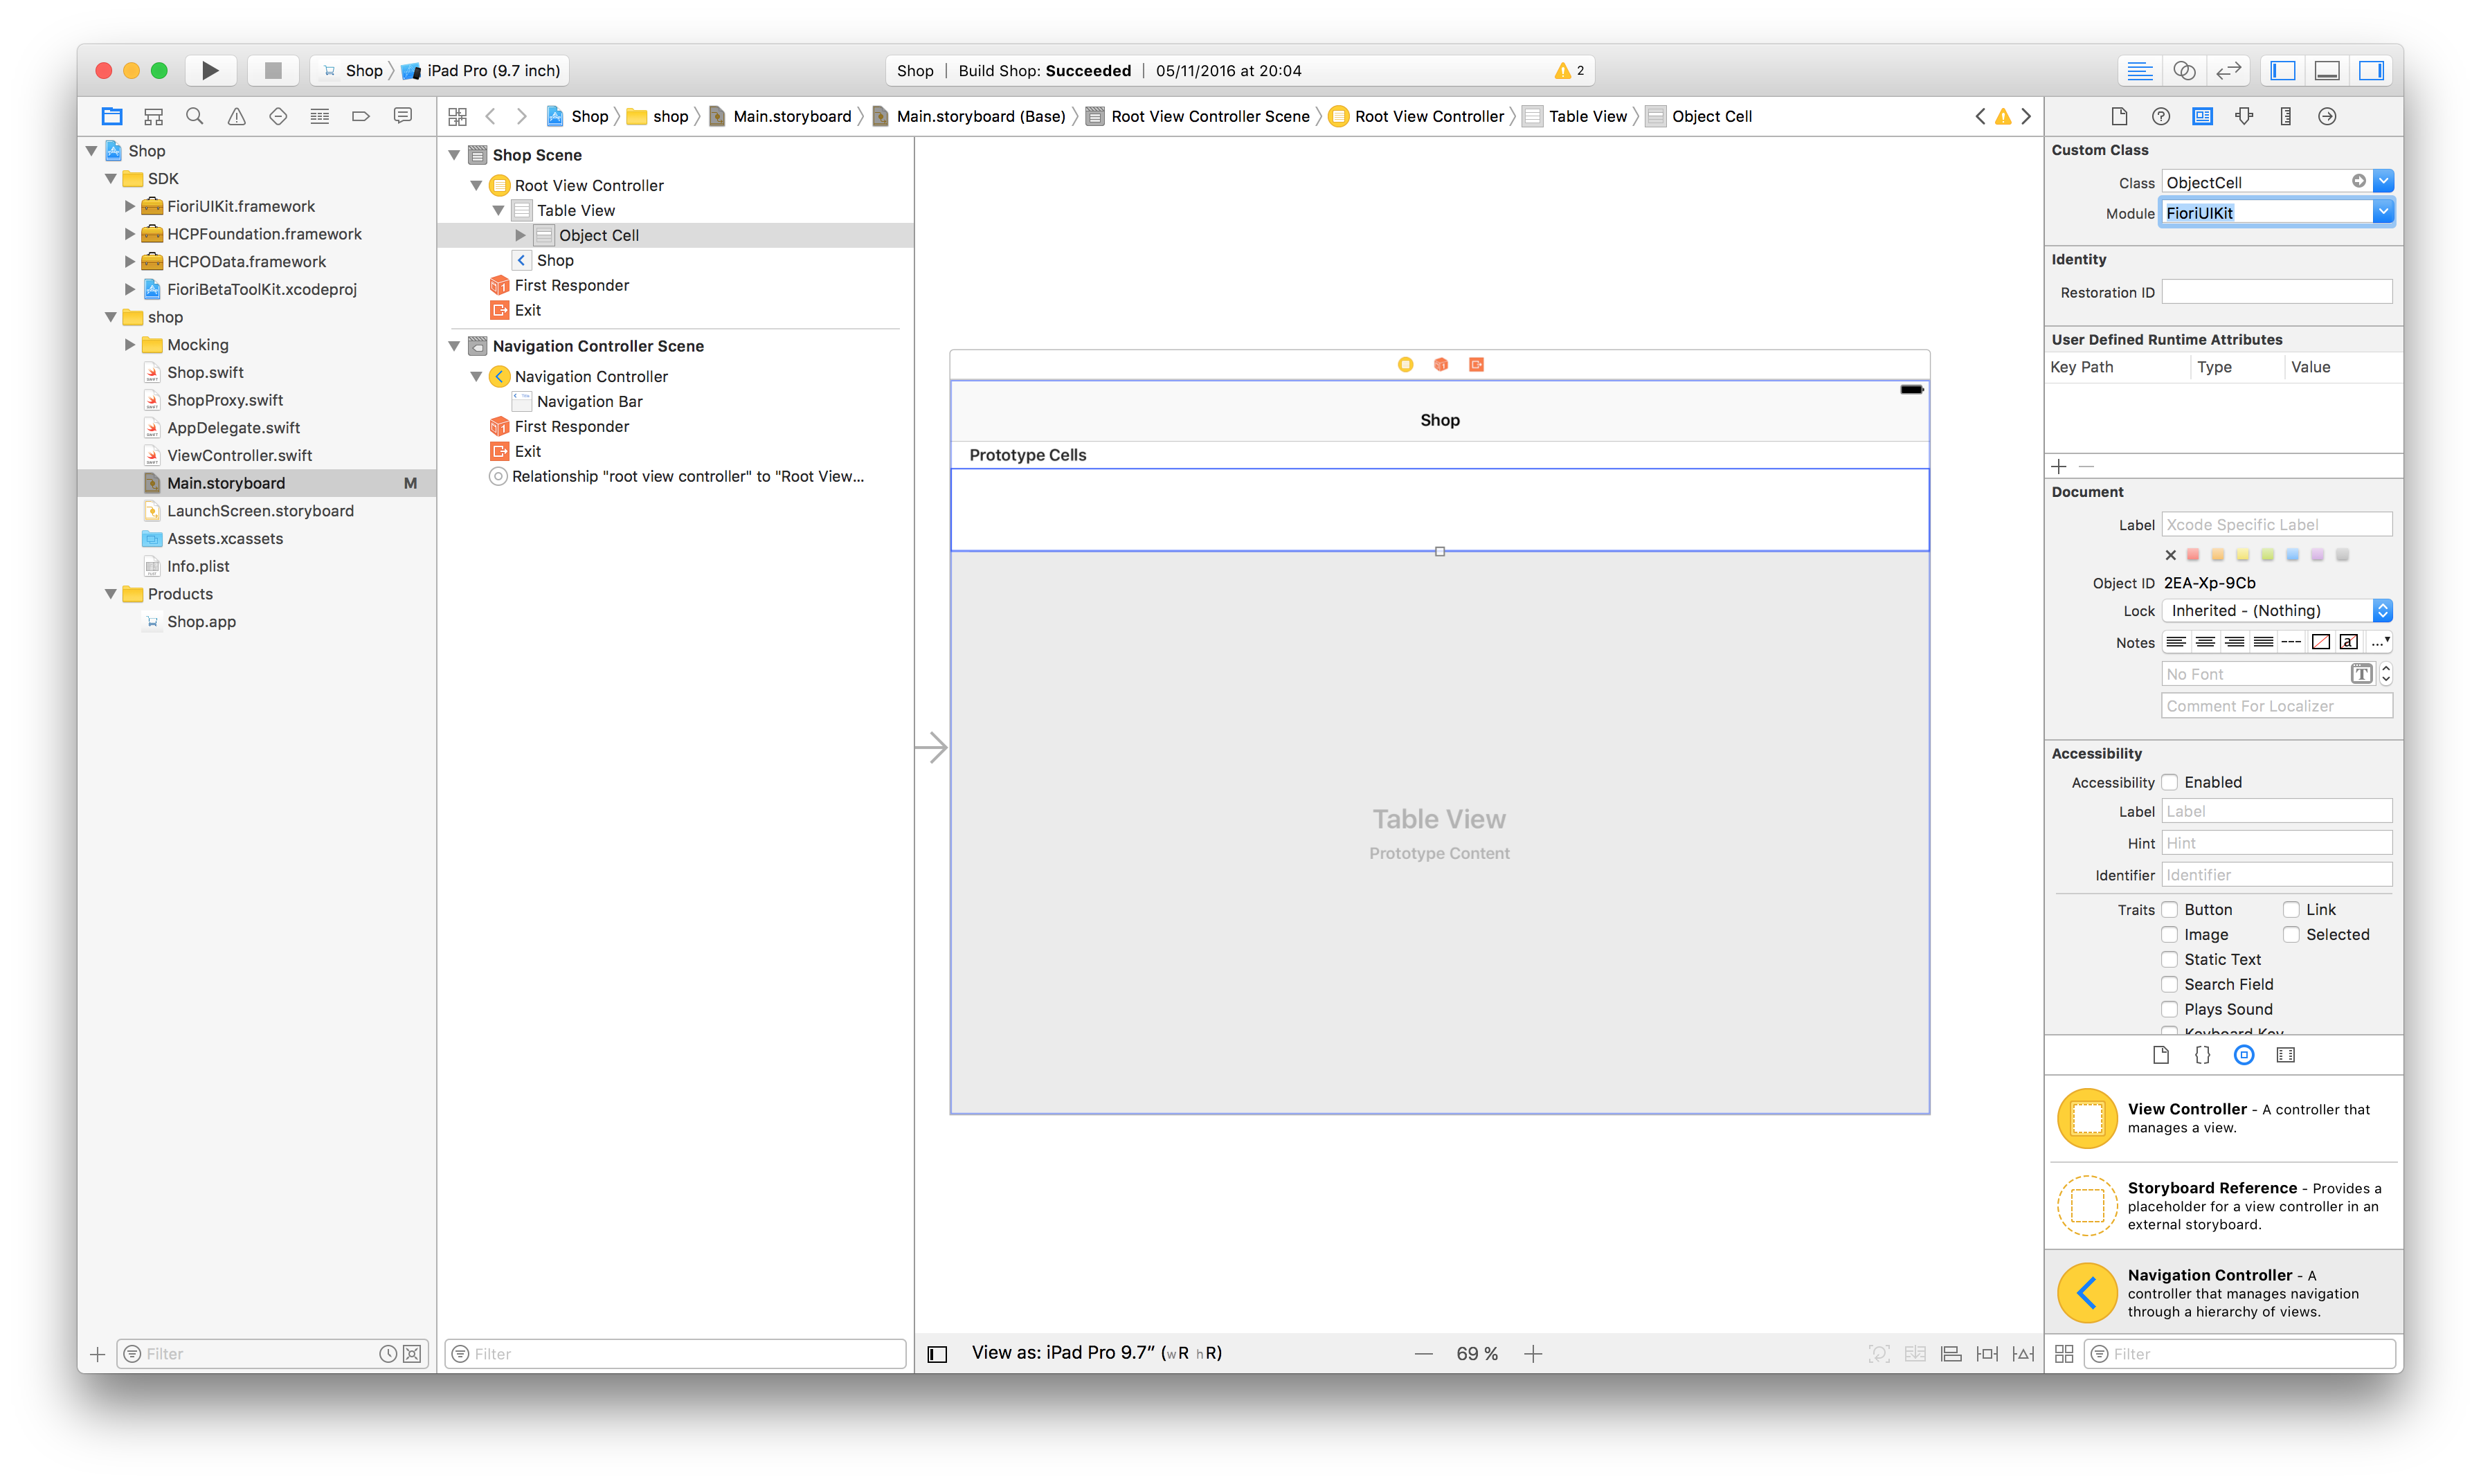 Shop iPad Pro (9.7 inch)
Shop Build Shop: Succeeded 05/11/2016 at 20:04 2
Shop shop Main.storyboard Main.storyboard (Base) Root View Controller Scene Root View Controller Table View Object Cell
Shop
SDK
FioriUIKit.framework
HCPFoundation.framework
HCPOData.framework
FioriBetaToolKit.xcodeproj
shop
Mocking
Shop.swift
ShopProxy.swift
AppDelegate.swift
ViewController.swift
Main.storyboard M
LaunchScreen.storyboard
Assets.xcassets
Info.plist
Products
Shop.app
Filter
Shop Scene
Root View Controller
Table View
Object Cell
Shop
First Responder
Exit
Navigation Controller Scene
Navigation Controller
Navigation Bar
First Responder
Exit
Relationship "root view controller" to "Root View...
Filter
Shop
Prototype Cells
Table View
Prototype Content
View as: iPad Pro 9.7″ (wR hR)
69 %
Custom Class
Class ObjectCell
Module FioriUIKit
Identity
Restoration ID
User Defined Runtime Attributes
Key Path Type Value
Document
Label Xcode Specific Label
Object ID 2EA-Xp-9Cb
Lock Inherited - (Nothing)
Notes
No Font
Comment For Localizer
Accessibility
Accessibility Enabled
Label Label
Hint Hint
Identifier Identifier
Traits Button Link
Image Selected
Static Text
Search Field
Plays Sound
Keyboard Key
View Controller - A controller that
manages a view.
Storyboard Reference - Provides a
placeholder for a view controller in an
external storyboard.
Navigation Controller - A
controller that manages navigation
through a hierarchy of views.
Filter